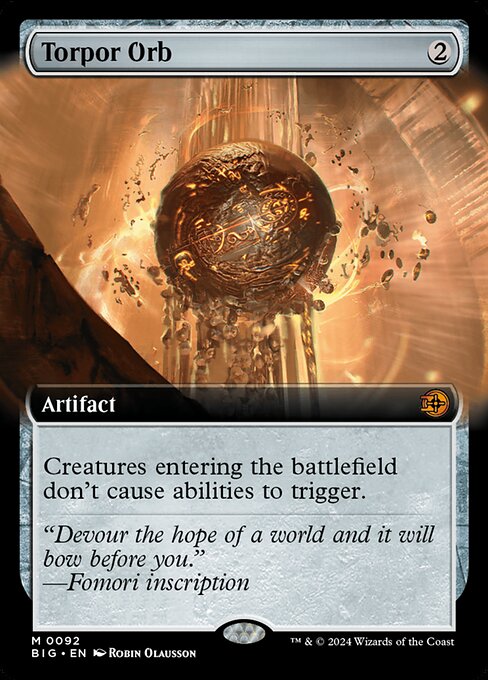 Torpor Orb 2
Artifact
Creatures entering the battlefield
don't cause abilities to trigger.
“Devour the hope of a world and it will
bow before you.”
—Fomori inscription
M 0092
BIG • EN Robin Olausson
™ & © 2024 Wizards of the Coast